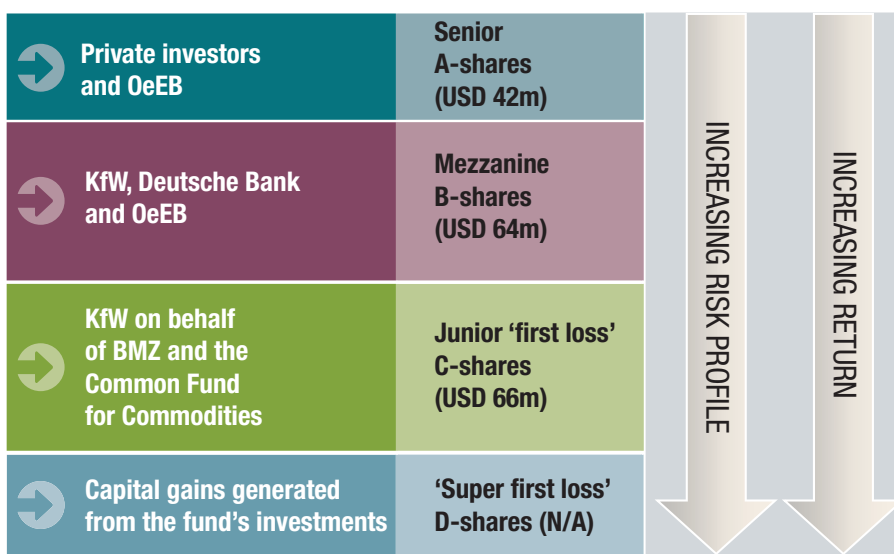 Private investors
and OeEB
Senior
A-shares
(USD 42m)
KfW, Deutsche Bank
and OeEB
Mezzanine
B-shares
(USD 64m)
KfW on behalf
of BMZ and the
Common Fund
for Commodities
Junior ‘first loss’
C-shares
(USD 66m)
Capital gains generated
from the fund’s investments
‘Super first loss’
D-shares (N/A)
INCREASING RISK PROFILE
INCREASING RETURN